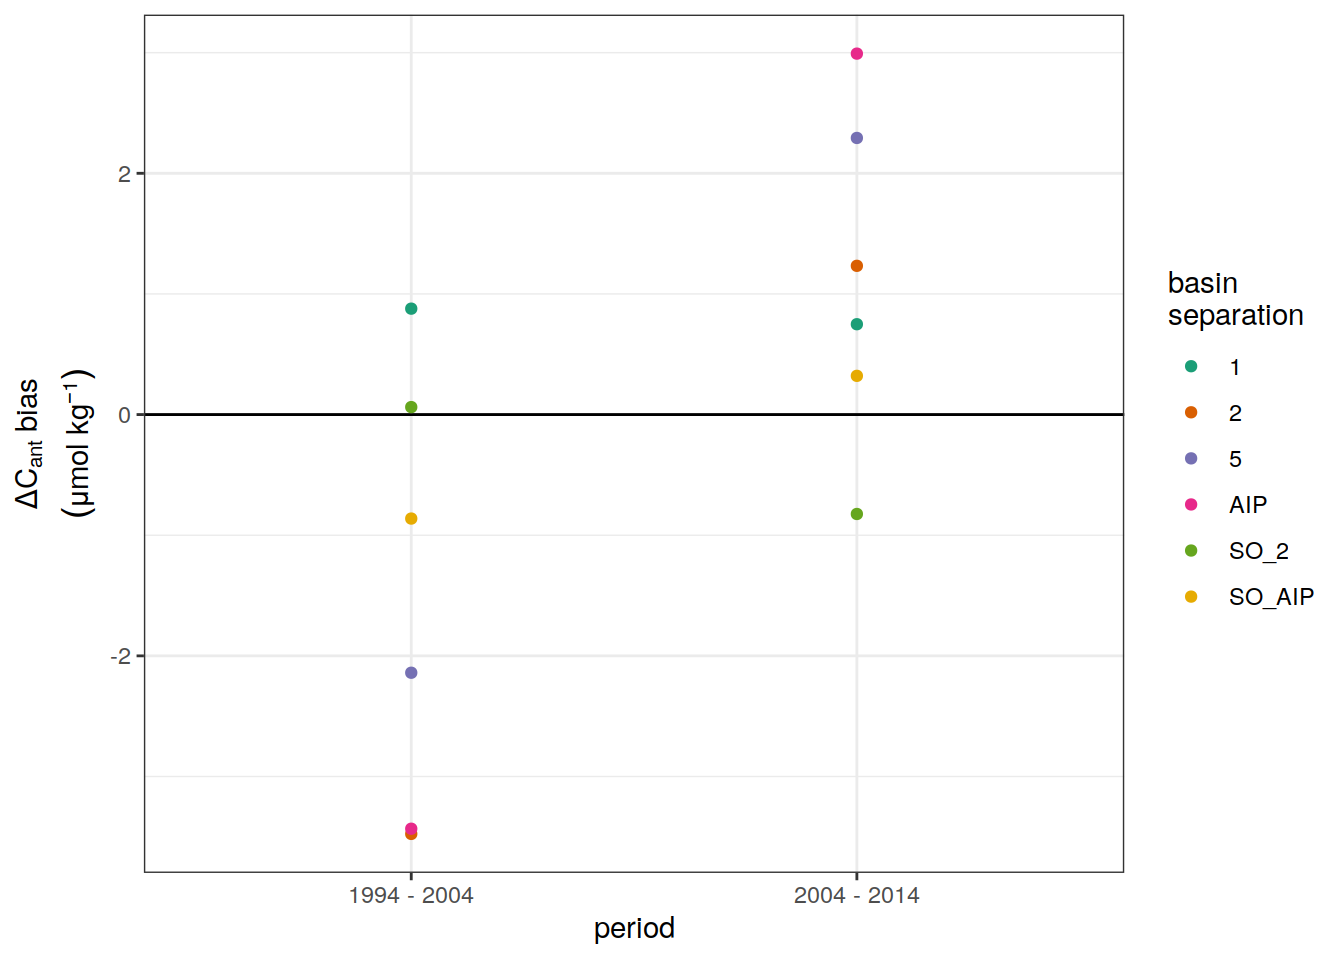 2
0
-2
ΔCant bias
(μmol kg⁻¹)
1994 - 2004
2004 - 2014
period
basin
separation
1
2
5
AIP
SO_2
SO_AIP